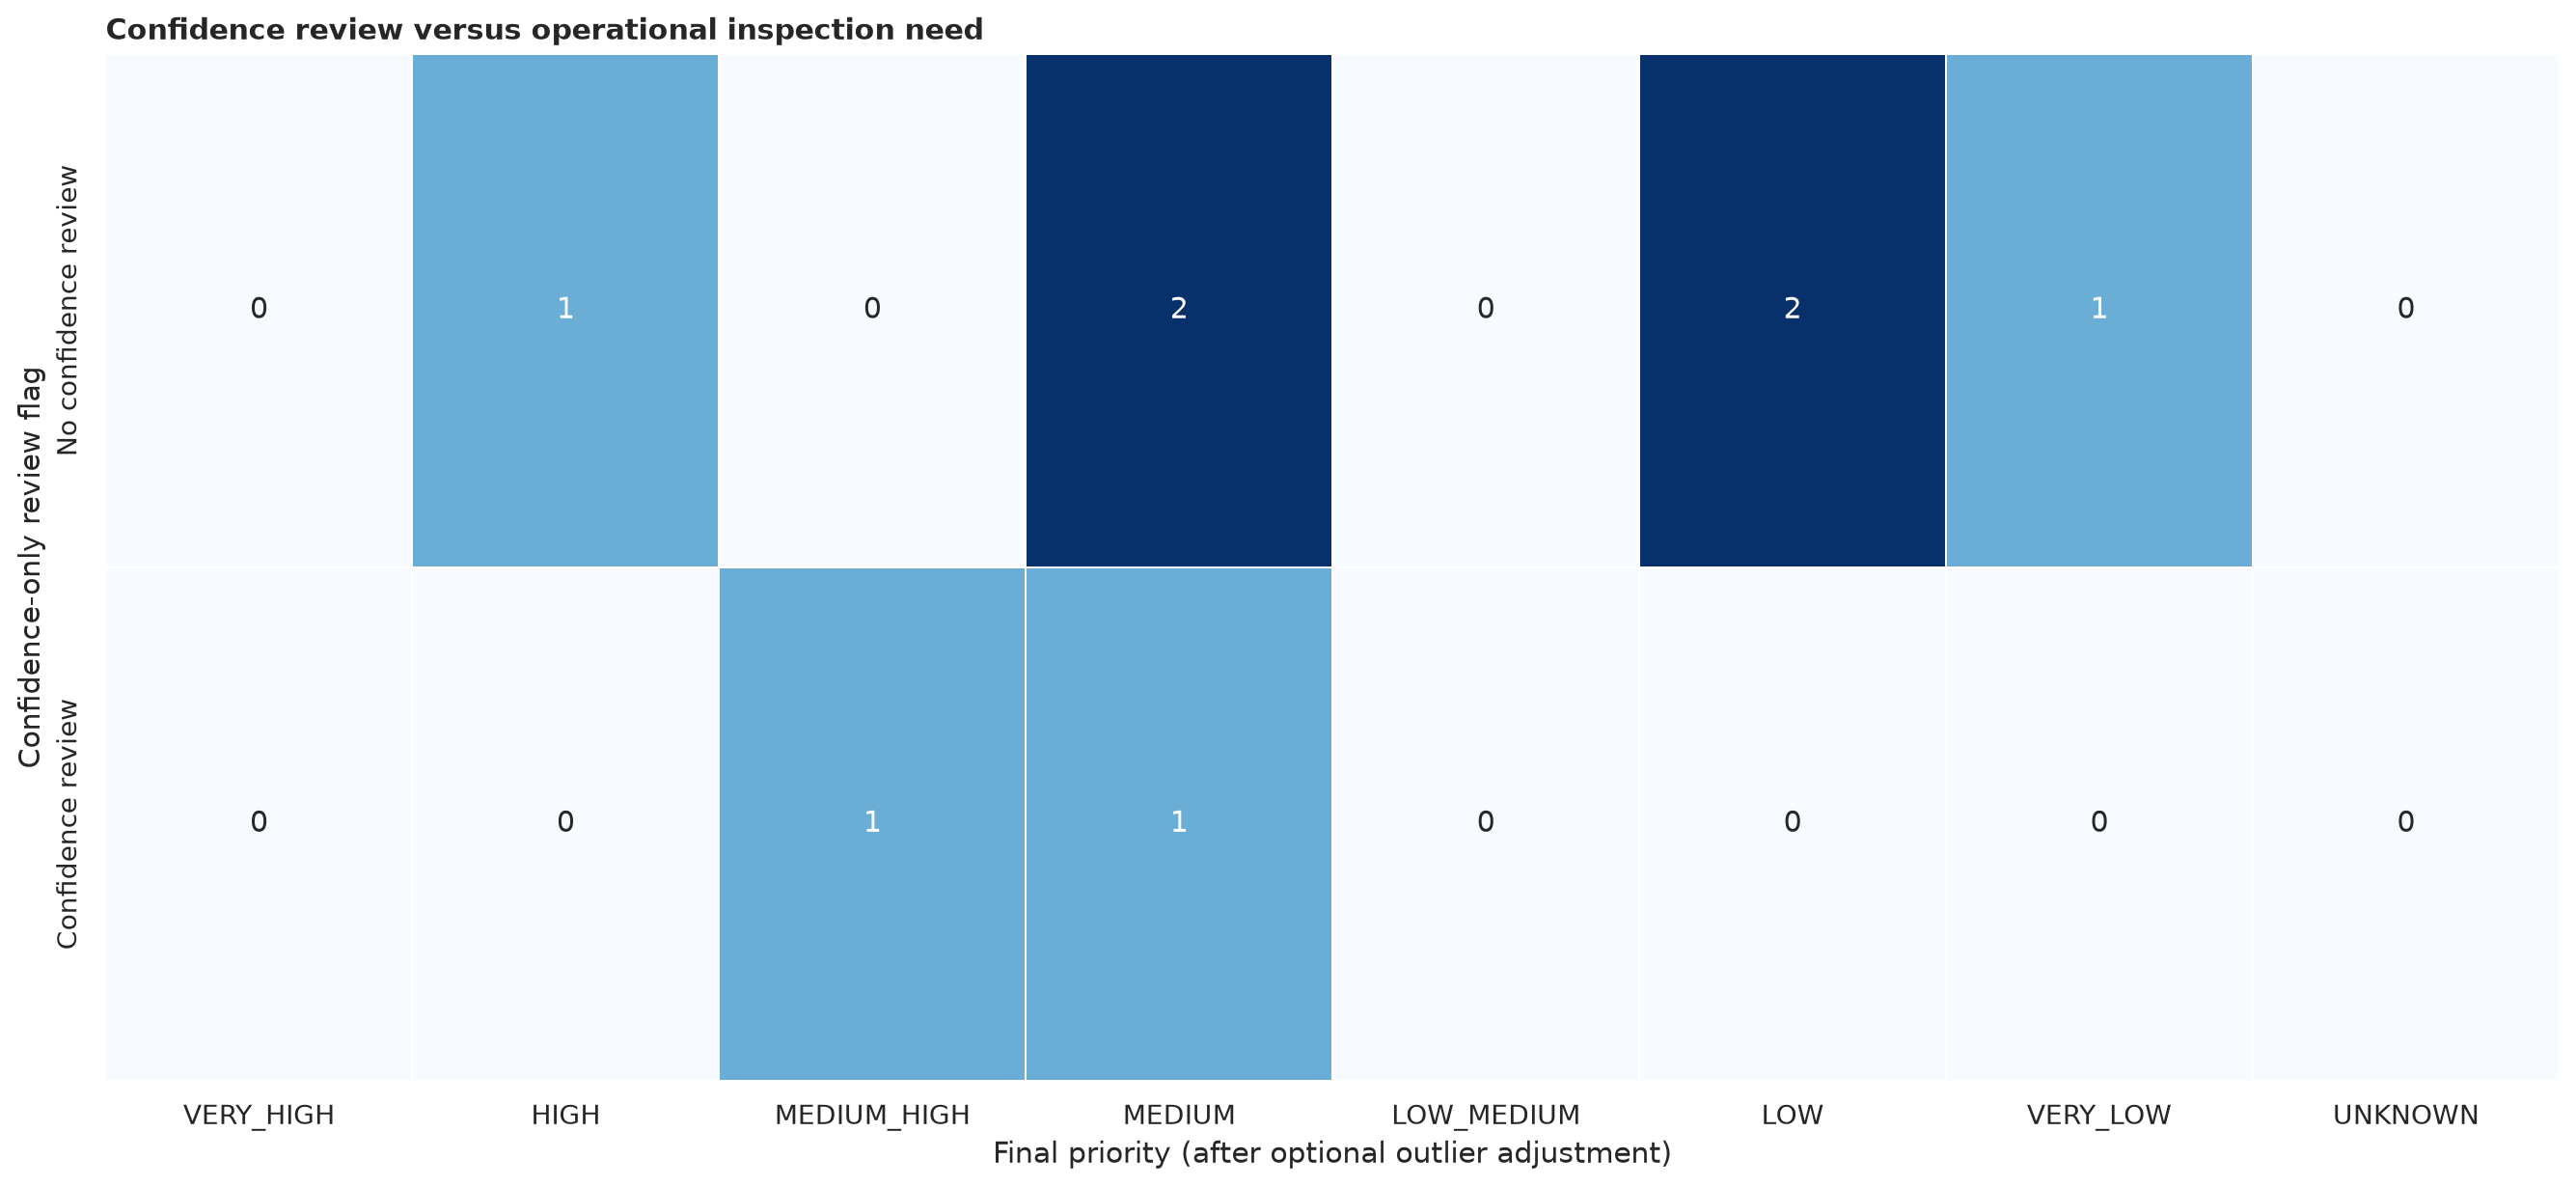 Confidence review versus operational inspection need
Confidence-only review flag
No confidence review
0 1 0 2 0 2 1 0
Confidence review
0 0 1 1 0 0 0 0
VERY_HIGH HIGH MEDIUM_HIGH MEDIUM LOW_MEDIUM LOW VERY_LOW UNKNOWN
Final priority (after optional outlier adjustment)